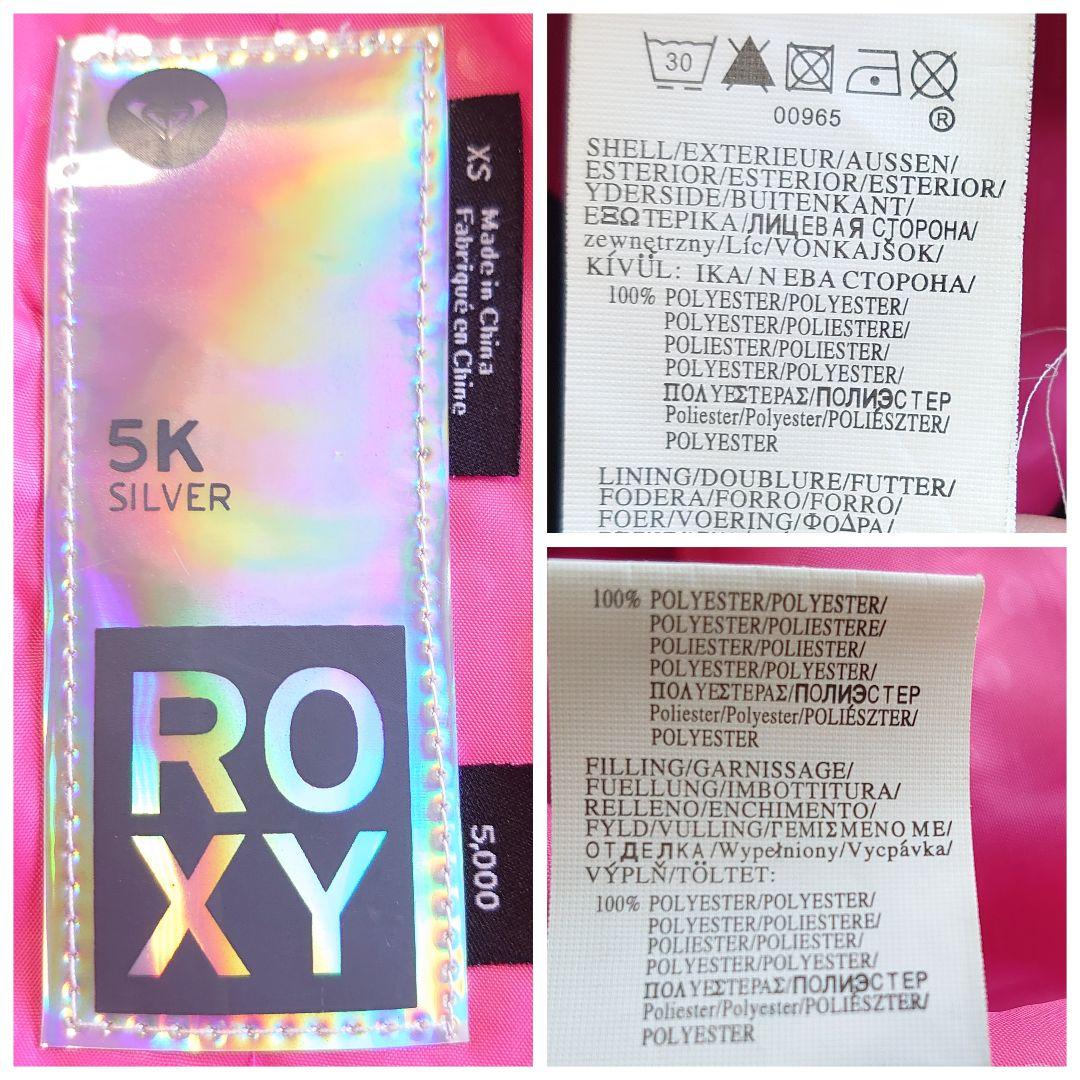 5K
SILVER
RO
XY
XS
Made in China
Fabriqué en Chine
5,000
30
00965
®
SHELL/EXTERIEUR/AUSSEN/
ESTERIOR/ESTERIOR/ESTERIOR/
YDERSIDE/BUITENKANT/
ΕΞΩΤΕΡΙΚΑ/ЛИЦЕВАЯ СТОРОНА/
zewnętrzny/Líc/VONKAJŠOK/
KÍVÜL: IKA/ N EBA СТОРОНА/
100% POLYESTER/POLYESTER/
POLYESTER/POLIESTERE/
POLIESTER/POLIESTER/
POLYESTER/POLYESTER/
ΠΟΛΥΕΣΤΕΡΑΣ/ПОЛИЭСТЕР
Poliester/Polyester/POLIÉSZTER/
POLYESTER
LINING/DOUBLURE/FUTTER/
FODERA/FORRO/FORRO/
FOER/VOERING/ΦΟΔΡΑ/
100% POLYESTER/POLYESTER/
POLYESTER/POLIESTERE/
POLIESTER/POLIESTER/
POLYESTER/POLYESTER/
ΠΟΛΥΕΣΤΕΡΑΣ/ПОЛИЭСТЕР
Poliester/Polyester/POLIÉSZTER/
POLYESTER
FILLING/GARNISSAGE/
FUELLUNG/IMBOTTITURA/
RELLENO/ENCHIMENTO/
FYLD/VULLING/ΓΕΜΙΣΜΕΝΟ ΜΕ/
ОТДЕЛКА/Wypełniony/Vycpávka/
VÝPLŇ/TÖLTET:
100% POLYESTER/POLYESTER/
POLYESTER/POLIESTERE/
POLIESTER/POLIESTER/
POLYESTER/POLYESTER/
ΠΟΛΥΕΣΤΕΡΑΣ/ПОЛИЭСТЕР
Poliester/Polyester/POLIÉSZTER/
POLYESTER